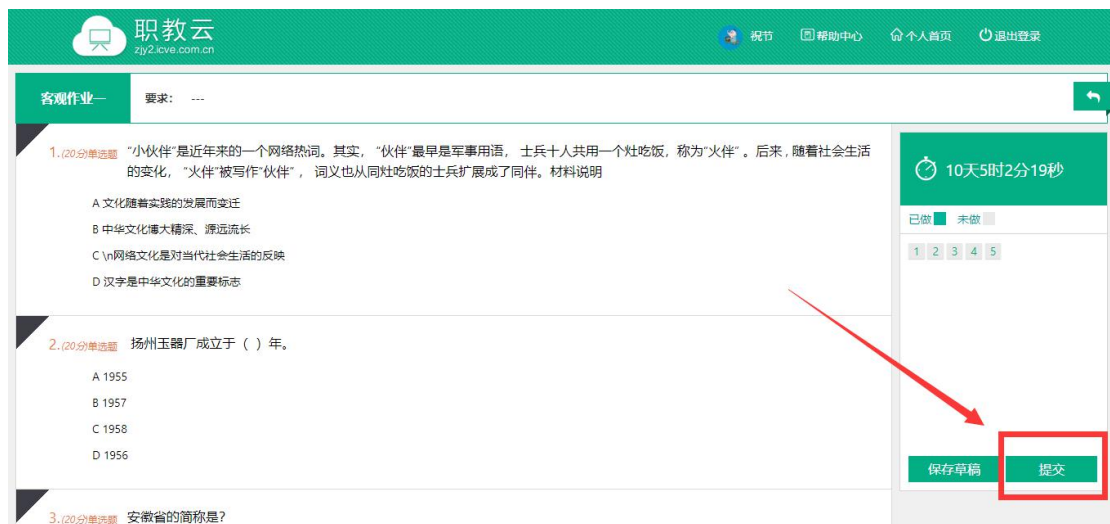 职教云
zjy2.icve.com.cn
祝节 帮助中心 个人首页 退出登录
客观作业一 要求: ---
1.(20分)单选题 “小伙伴”是近年来的一个网络热词。其实, “伙伴”最早是军事用语, 士兵十人共用一个灶吃饭, 称为“火伴” 。后来 , 随着社会生活
的变化, “火伴”被写作“伙伴” , 词义也从同灶吃饭的士兵扩展成了同伴。材料说明
A 文化随着实践的发展而变迁
B 中华文化博大精深、源远流长
C \n网络文化是对当代社会生活的反映
D 汉字是中华文化的重要标志
2.(20分)单选题 扬州玉器厂成立于 ( ) 年。
A 1955
B 1957
C 1958
D 1956
3.(20分)单选题 安徽省的简称是?
10天5时2分19秒
已做 未做
1 2 3 4 5
保存草稿 提交